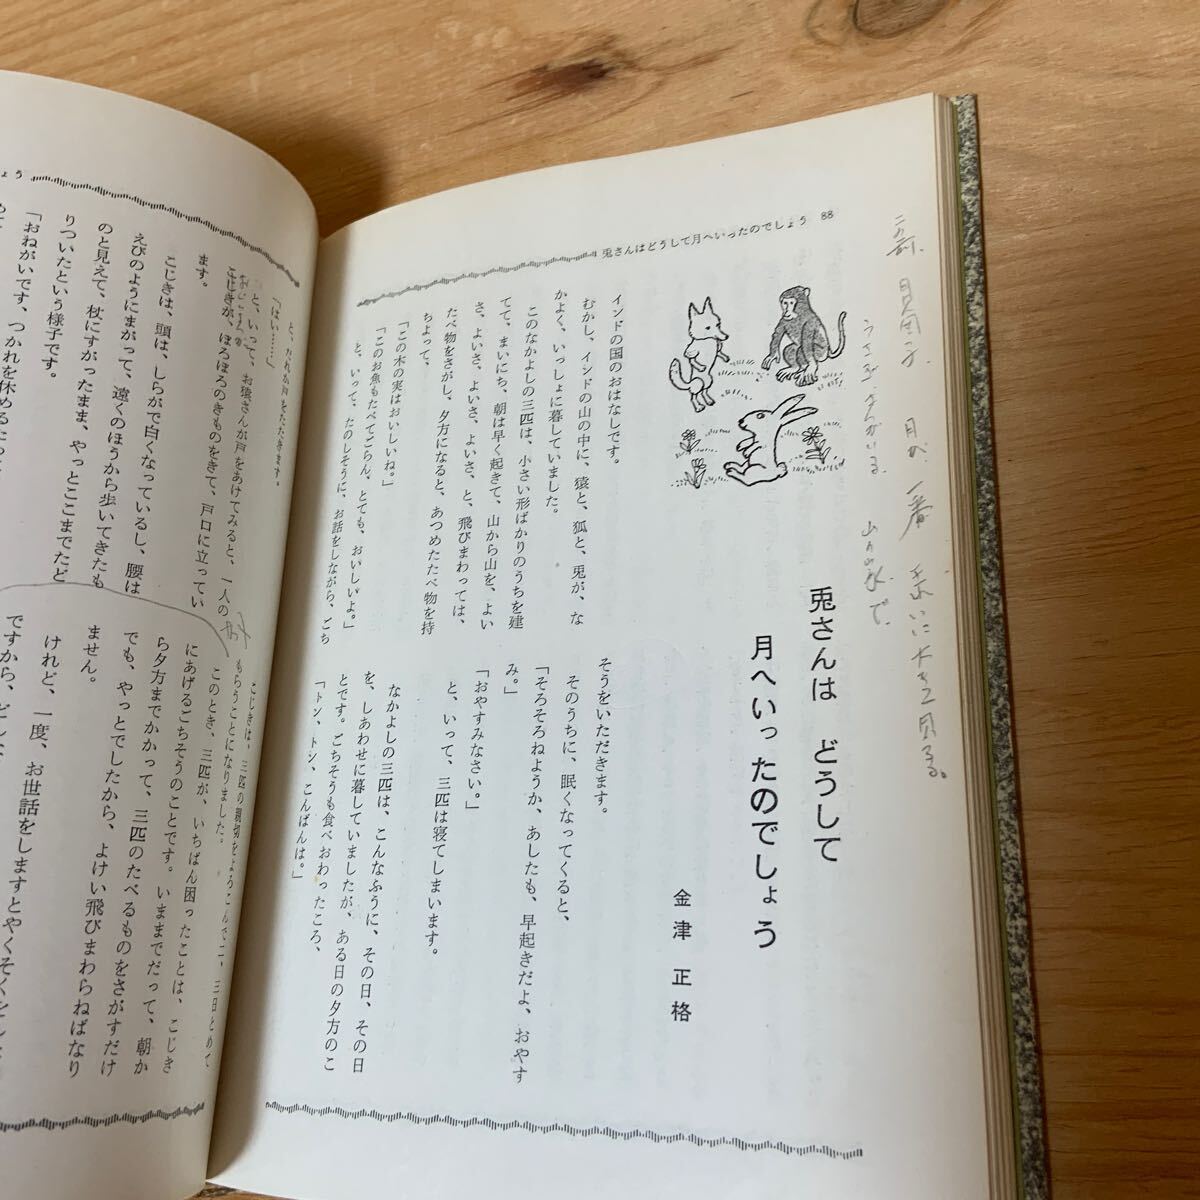 兎さんはどうして月へいったのでしょう 88
兎さんは どうして
月へいったのでしょう
金津正格
インドの国のおはなしです。
むかし、インドの山の中に、猿と、狐と、兎が、な
かよく、いっしょに暮していました。
このなかよしの三匹は、小さい形ばかりのうちを建
てて、まいにち、朝は早く起きて、山から山を、よい
さ、よいさ、よいさ、よいさ、と、飛びまわっては、
たべ物をさがし、夕方になると、あつめたたべ物を持
ちよって、
「この木の実はおいしいね。」
「このお魚もたべてごらん、とても、おいしいよ。」
と、いって、たのしそうに、お話をしながら、ごち
そうをいただきます。
そのうちに、眠くなってくると、
「そろそろねようか、あしたも、早起きだよ、おやす
み。」
「おやすみなさい。」
と、いって、三匹は寝てしまいます。
なかよしの三匹は、こんなふうに、その日、その日
を、しあわせに暮していましたが、ある日の夕方のこ
とです。ごちそうも食べおわったころ、
「トン、トン、こんばんは。」
月が、一番
山の家で、
ょう
と、だれか戸をたたきます。
「はい……」
と、いって、お猿さんが戸をあけてみると、一人の
こじきが、ぼろぼろのきものをきて、戸口に立ってい
ます。
こじきは、頭は、しらがで白くなっているし、腰は
えびのようにまがって、遠くのほうから歩いてきたも
のと見えて、杖にすがったまま、やっとここまでたど
りついたという様子です。
「おねがいです、つかれを休めるたっ
こじきは、三匹の親切をよろこんで二、三日とめて
もらうことになりました。
このとき、三匹が、いちばん困ったことは、こじき
にあげるごちそうのことです。いままでだって、朝か
ら夕方までかかって、三匹のたべるものをさがすだけ
でも、やっとでしたから、よけい飛びまわらねばなり
ません。
けれど、一度、お世話をしますとやくそくをし
ですから、どん